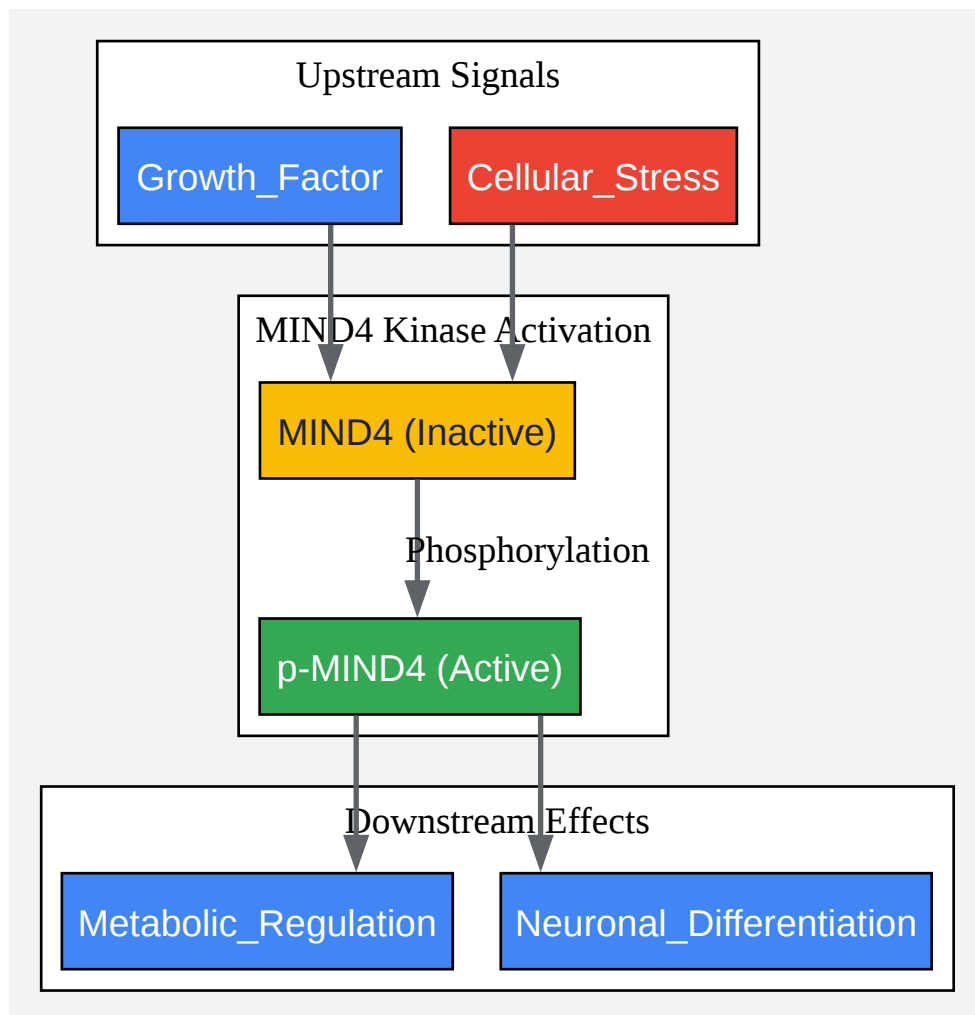 Upstream Signals
Growth_Factor
Cellular_Stress
MIND4 Kinase Activation
MIND4 (Inactive)
Phosphorylation
p-MIND4 (Active)
Downstream Effects
Metabolic_Regulation
Neuronal_Differentiation